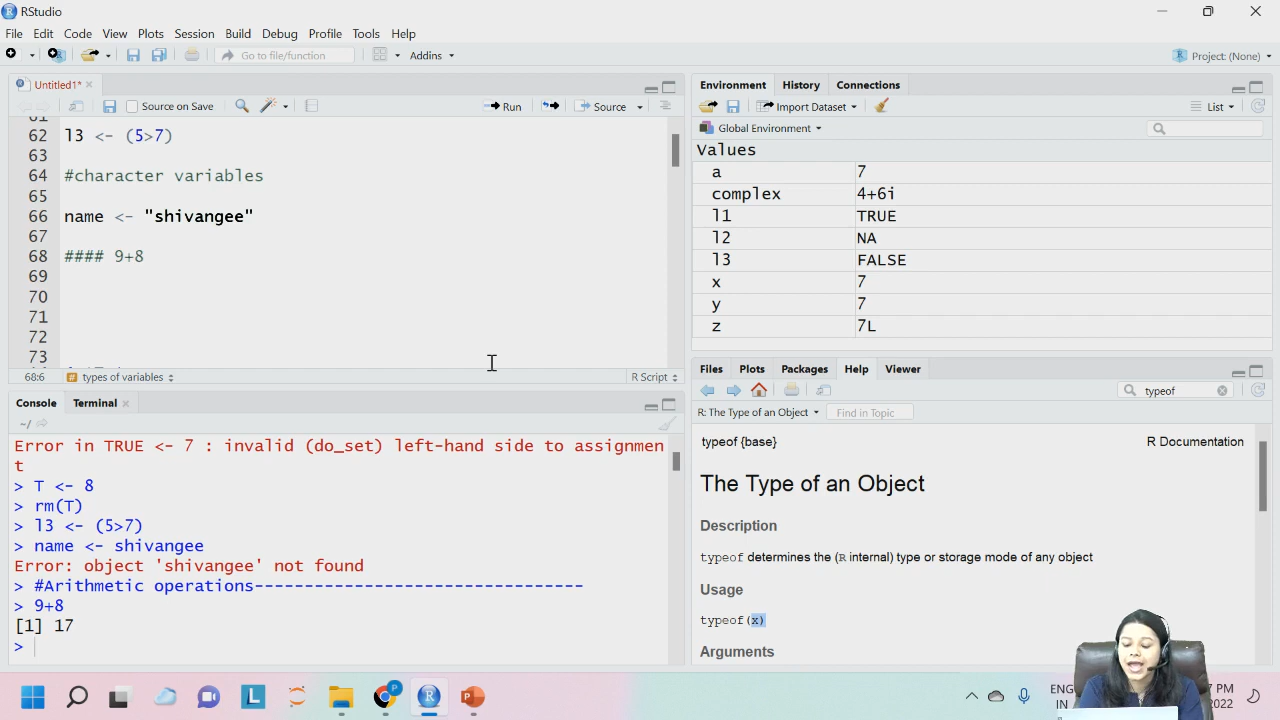 RStudio
File Edit Code View Plots Session Build Debug Profile Tools Help
Go to file/function Addins Project: (None)
Untitled1*
Source on Save Run Source
61
62 l3 <- (5>7)
63
64 #character variables
65
66 name <- "shivangee"
67
68 #### 9+8
69
70
71
72
73
68:6 types of variables R Script
Console Terminal
~/
Error in TRUE <- 7 : invalid (do_set) left-hand side to assignmen
t
> T <- 8
> rm(T)
> l3 <- (5>7)
> name <- shivangee
Error: object 'shivangee' not found
> #Arithmetic operations---------------------------------
> 9+8
[1] 17
>
Environment History Connections
Import Dataset List
Global Environment
Values
a 7
complex 4+6i
l1 TRUE
l2 NA
l3 FALSE
x 7
y 7
z 7L
Files Plots Packages Help Viewer
typeof
R: The Type of an Object Find in Topic
typeof {base} R Documentation
The Type of an Object
Description
typeof determines the (R internal) type or storage mode of any object
Usage
typeof(x)
Arguments
ENG
IN
PM
2022